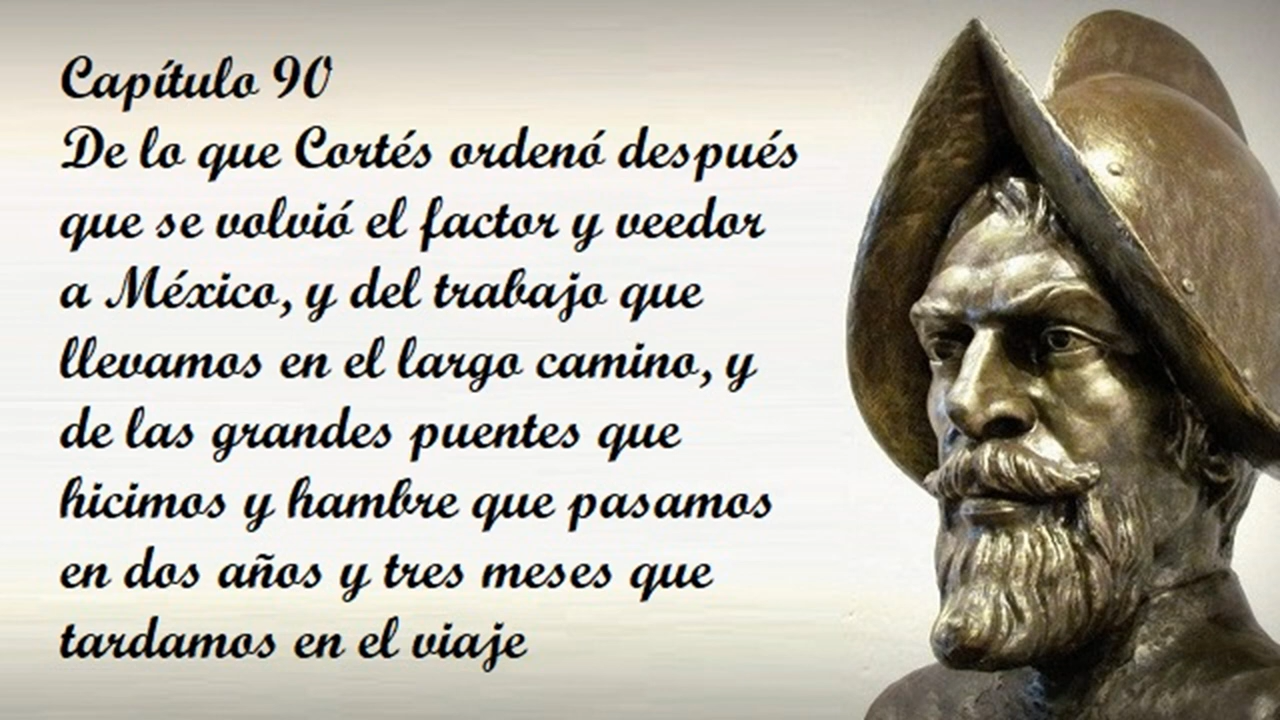 Capítulo 90
De lo que Cortés ordenó después
que se volvió el factor y veedor
a México, y del trabajo que
llevamos en el largo camino, y
de las grandes puentes que
hicimos y hambre que pasamos
en dos años y tres meses que
tardamos en el viaje